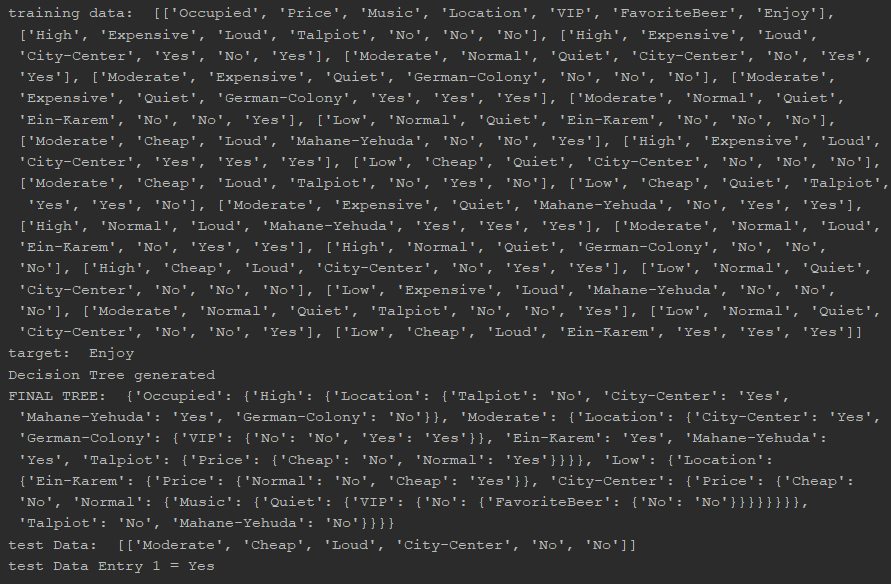 training data:  [['Occupied', 'Price', 'Music', 'Location', 'VIP', 'FavoriteBeer', 'Enjoy'],
['High', 'Expensive', 'Loud', 'Talpiot', 'No', 'No', 'No'], ['High', 'Expensive', 'Loud',
'City-Center', 'Yes', 'No', 'Yes'], ['Moderate', 'Normal', 'Quiet', 'City-Center', 'No', 'Yes',
'Yes'], ['Moderate', 'Expensive', 'Quiet', 'German-Colony', 'No', 'No', 'No'], ['Moderate',
'Expensive', 'Quiet', 'German-Colony', 'Yes', 'Yes', 'Yes'], ['Moderate', 'Normal', 'Quiet',
'Ein-Karem', 'No', 'No', 'Yes'], ['Low', 'Normal', 'Quiet', 'Ein-Karem', 'No', 'No', 'No'],
['Moderate', 'Cheap', 'Loud', 'Mahane-Yehuda', 'No', 'No', 'Yes'], ['High', 'Expensive', 'Loud',
'City-Center', 'Yes', 'Yes', 'Yes'], ['Low', 'Cheap', 'Quiet', 'City-Center', 'No', 'No', 'No'],
['Moderate', 'Cheap', 'Loud', 'Talpiot', 'No', 'Yes', 'No'], ['Low', 'Cheap', 'Quiet', 'Talpiot',
'Yes', 'Yes', 'No'], ['Moderate', 'Expensive', 'Quiet', 'Mahane-Yehuda', 'No', 'Yes', 'Yes'],
['High', 'Normal', 'Loud', 'Mahane-Yehuda', 'Yes', 'Yes', 'Yes'], ['Moderate', 'Normal', 'Loud',
'Ein-Karem', 'No', 'Yes', 'Yes'], ['High', 'Normal', 'Quiet', 'German-Colony', 'No', 'No',
'No'], ['High', 'Cheap', 'Loud', 'City-Center', 'No', 'Yes', 'Yes'], ['Low', 'Normal', 'Quiet',
'City-Center', 'No', 'No', 'No'], ['Low', 'Expensive', 'Loud', 'Mahane-Yehuda', 'No', 'No',
'No'], ['Moderate', 'Normal', 'Quiet', 'Talpiot', 'No', 'No', 'Yes'], ['Low', 'Normal', 'Quiet',
'City-Center', 'No', 'No', 'Yes'], ['Low', 'Cheap', 'Loud', 'Ein-Karem', 'Yes', 'Yes', 'Yes']]
target:  Enjoy
Decision Tree generated
FINAL TREE:  {'Occupied': {'High': {'Location': {'Talpiot': 'No', 'City-Center': 'Yes',
'Mahane-Yehuda': 'Yes', 'German-Colony': 'No'}}, 'Moderate': {'Location': {'City-Center': 'Yes',
'German-Colony': {'VIP': {'No': 'No', 'Yes': 'Yes'}}, 'Ein-Karem': 'Yes', 'Mahane-Yehuda':
'Yes', 'Talpiot': {'Price': {'Cheap': 'No', 'Normal': 'Yes'}}}}, 'Low': {'Location':
{'Ein-Karem': {'Price': {'Normal': 'No', 'Cheap': 'Yes'}}, 'City-Center': {'Price': {'Cheap':
'No', 'Normal': {'Music': {'Quiet': {'VIP': {'No': {'FavoriteBeer': {'No': 'No'}}}}}}}},
'Talpiot': 'No', 'Mahane-Yehuda': 'No'}}}}
test Data:  [['Moderate', 'Cheap', 'Loud', 'City-Center', 'No', 'No']]
test Data Entry 1 = Yes